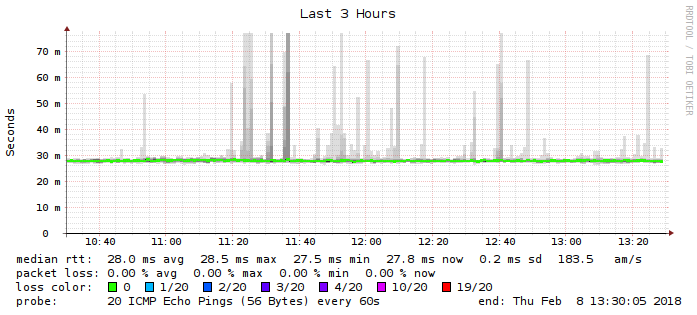 Last 3 Hours
RRDTOOL / TOBI OETIKER
Seconds
70 m
60 m
50 m
40 m
30 m
20 m
10 m
0
10:40 11:00 11:20 11:40 12:00 12:20 12:40 13:00 13:20
median rtt: 28.0 ms avg 28.5 ms max 27.5 ms min 27.8 ms now 0.2 ms sd 183.5 am/s
packet loss: 0.00 % avg 0.00 % max 0.00 % min 0.00 % now
loss color: 0 1/20 2/20 3/20 4/20 10/20 19/20
probe: 20 ICMP Echo Pings (56 Bytes) every 60s end: Thu Feb 8 13:30:05 2018